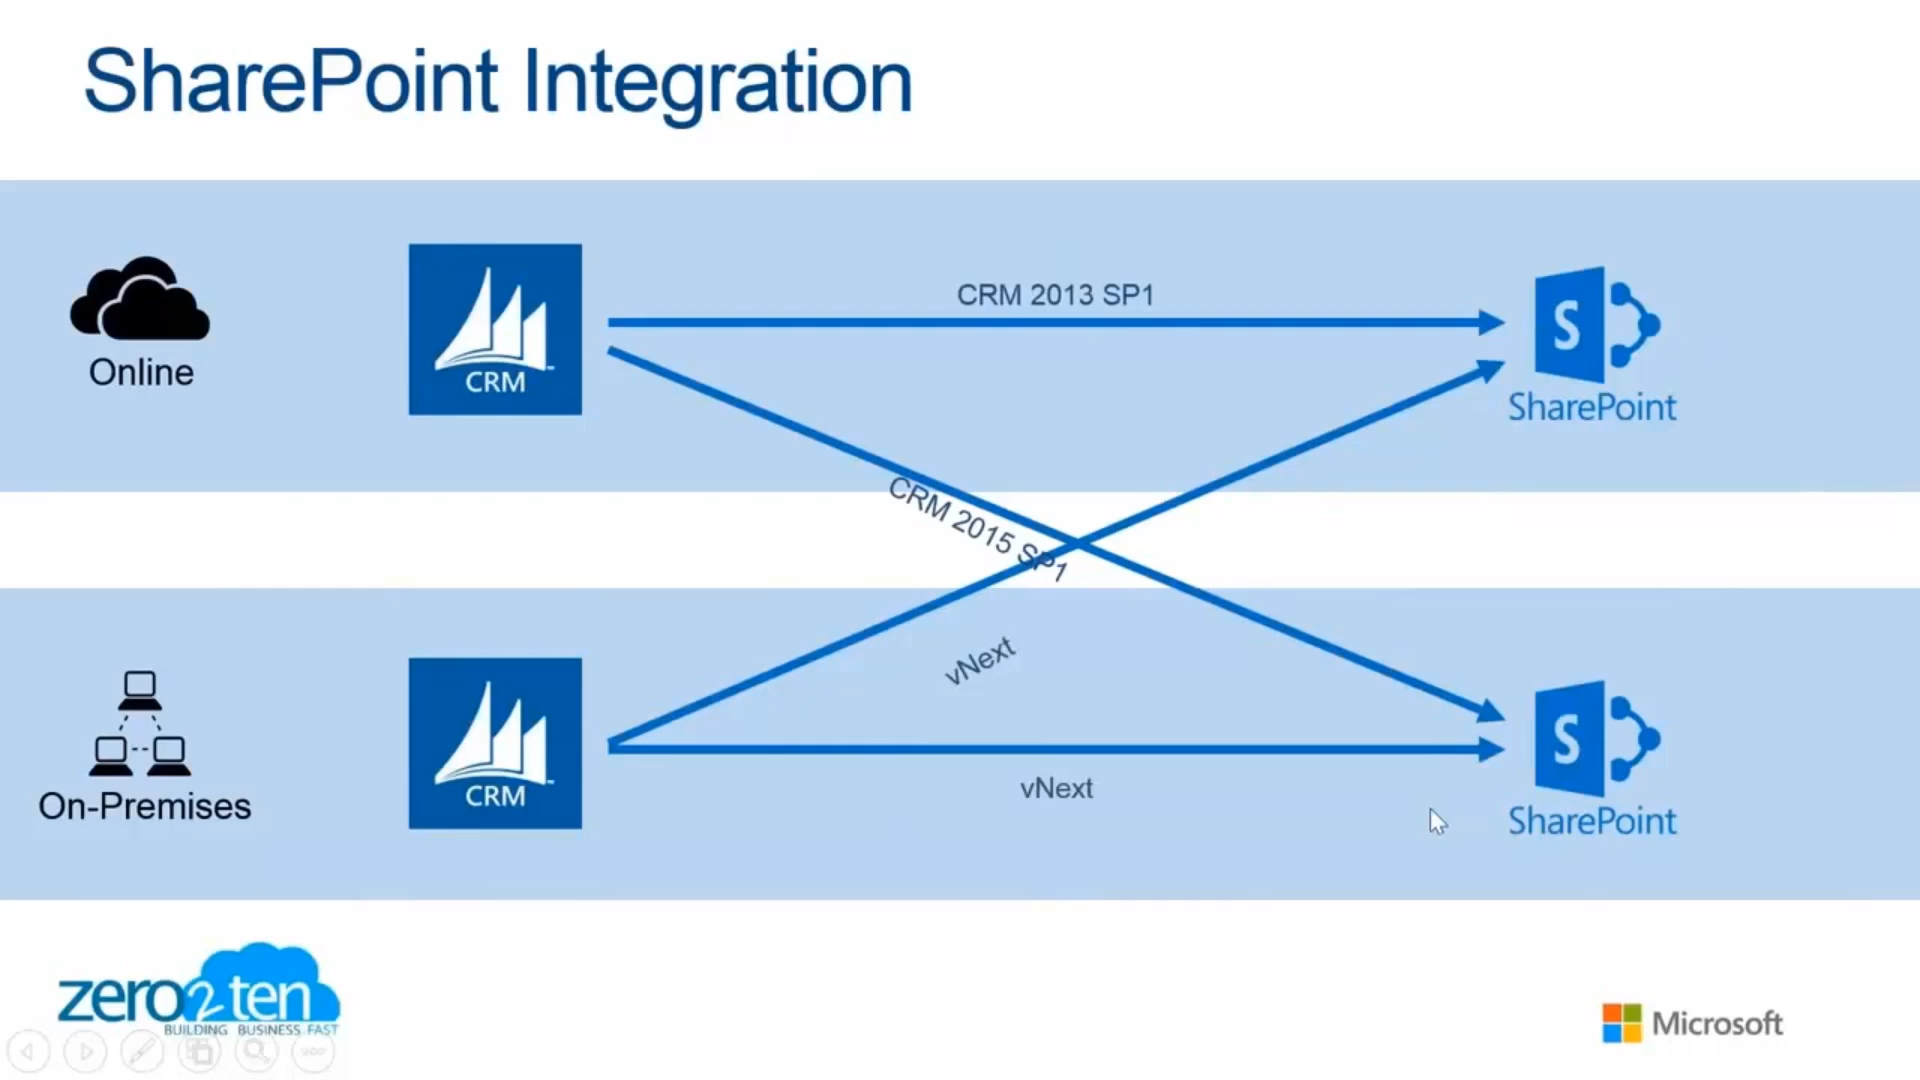 SharePoint Integration
Online
CRM
CRM 2013 SP1
S
SharePoint
CRM 2015 SP1
vNext
On-Premises
CRM
vNext
S
SharePoint
zero2ten
BUILDING BUSINESS FAST
Microsoft